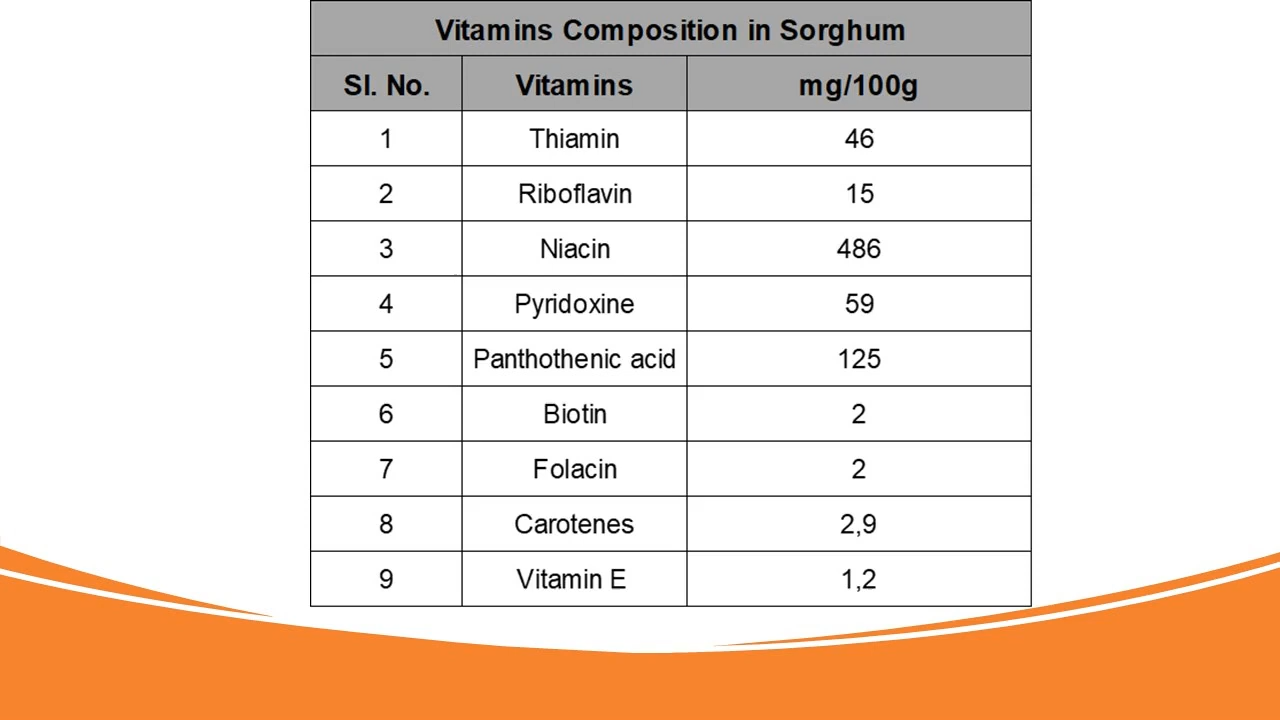 Vitamins Composition in Sorghum
SI. No. Vitamins mg/100g
1 Thiamin 46
2 Riboflavin 15
3 Niacin 486
4 Pyridoxine 59
5 Panthothenic acid 125
6 Biotin 2
7 Folacin 2
8 Carotenes 2,9
9 Vitamin E 1,2